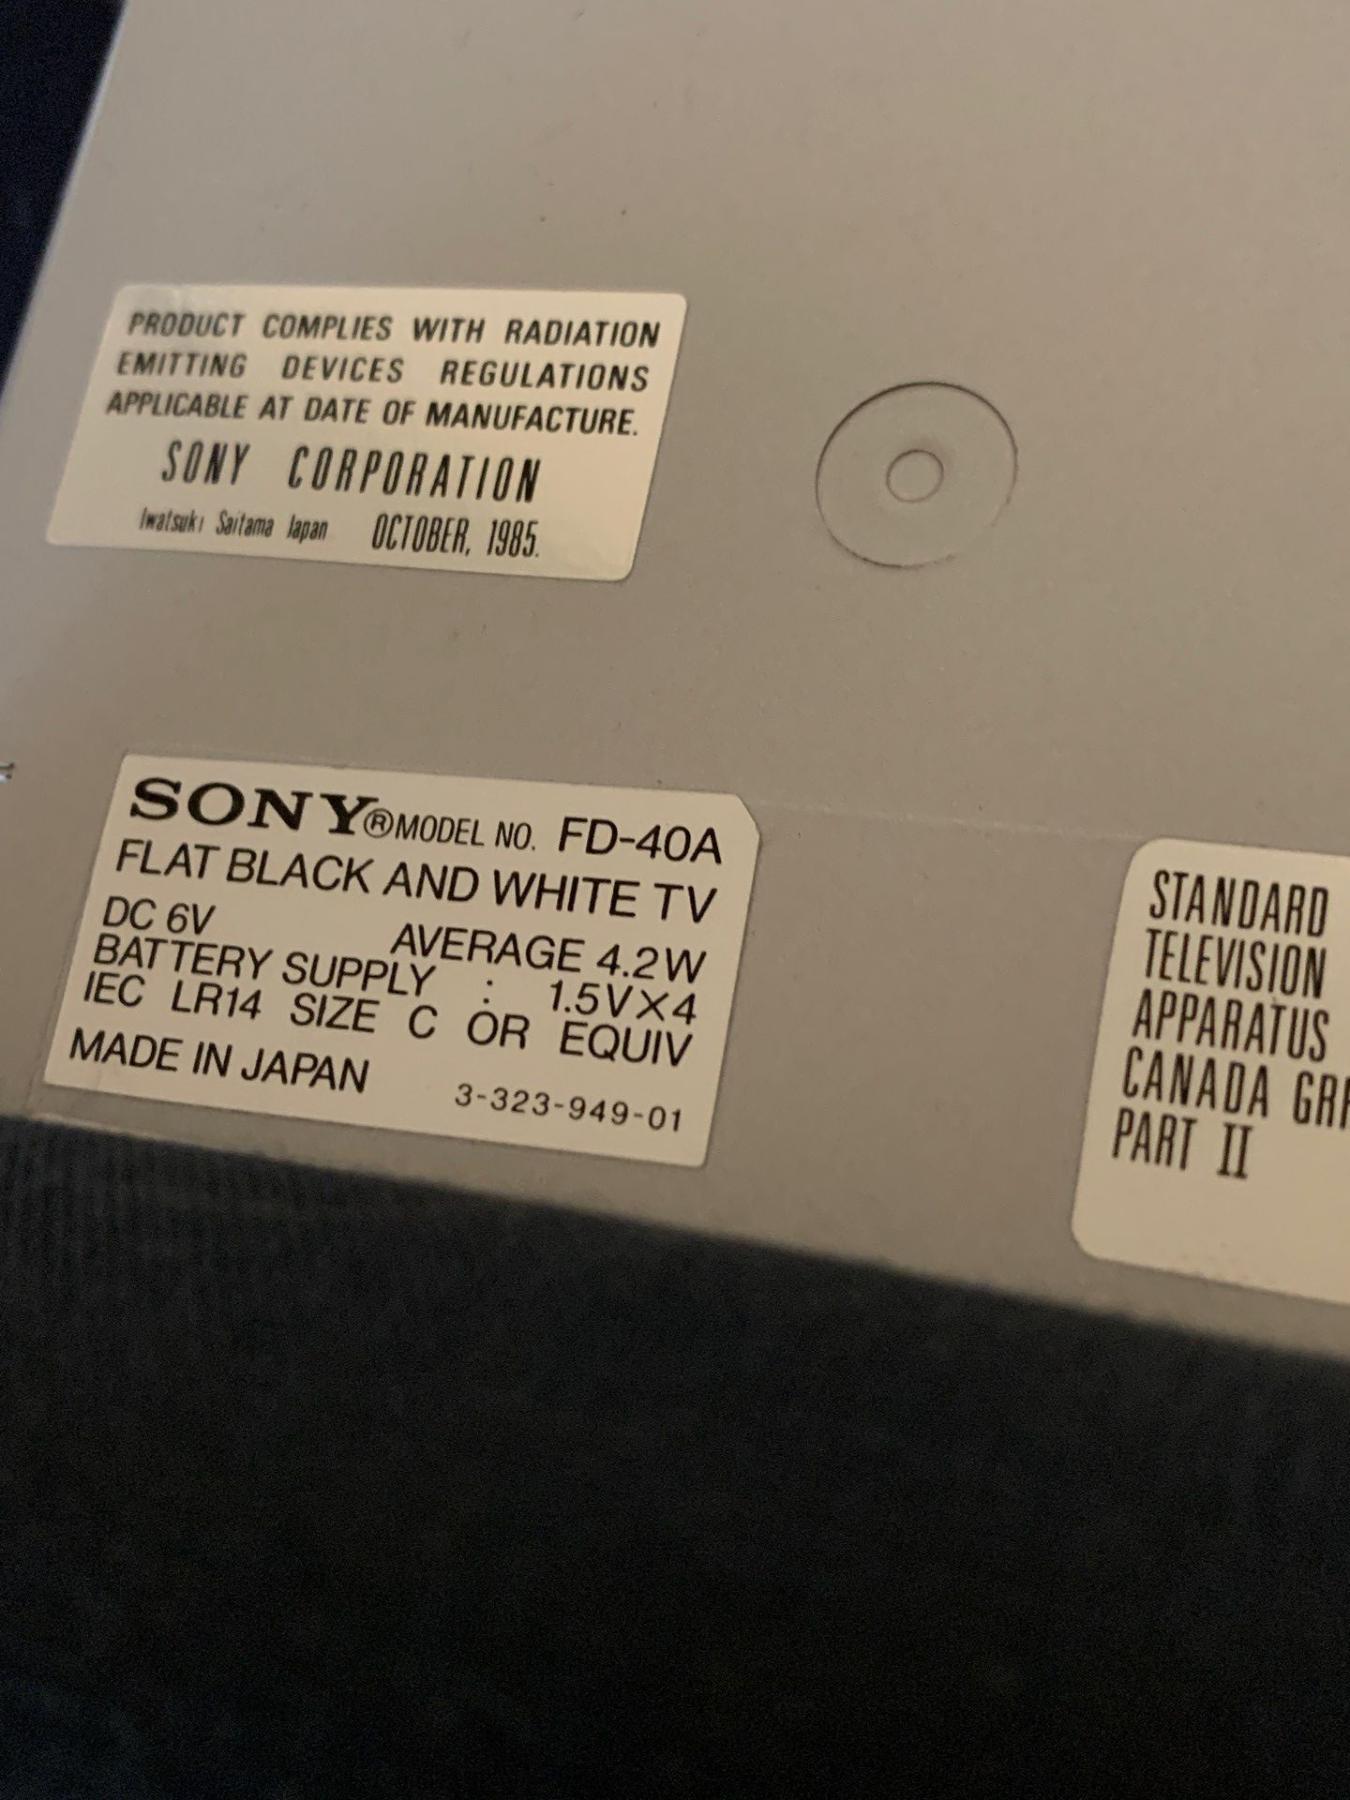 PRODUCT COMPLIES WITH RADIATION
EMITTING DEVICES REGULATIONS
APPLICABLE AT DATE OF MANUFACTURE.
SONY CORPORATION
Iwatsuki Saitama Japan OCTOBER, 1985.
SONY® MODEL NO. FD-40A
FLAT BLACK AND WHITE TV
DC 6V AVERAGE 4.2W
BATTERY SUPPLY : 1.5V×4
IEC LR14 SIZE C OR EQUIV
MADE IN JAPAN 3-323-949-01
STANDARD
TELEVISION
APPARATUS
CANADA
PART II